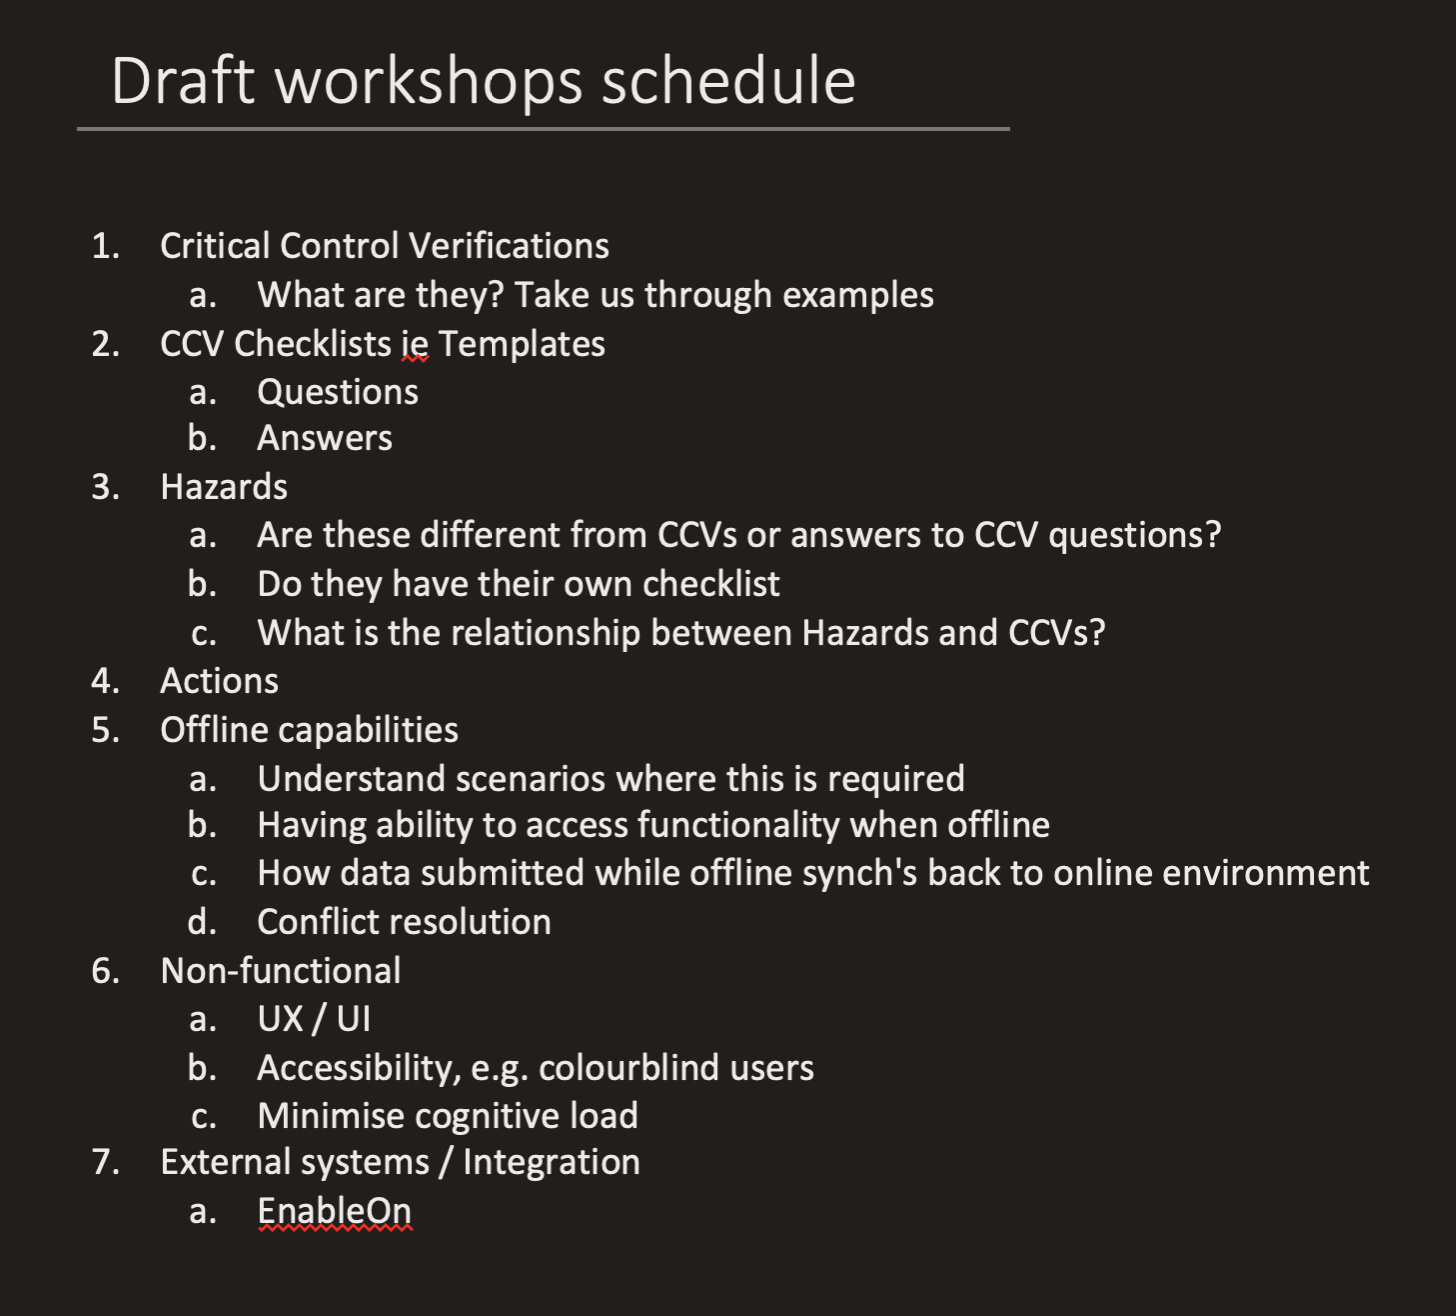 Draft workshops schedule
1. Critical Control Verifications
a. What are they? Take us through examples
2. CCV Checklists ie Templates
a. Questions
b. Answers
3. Hazards
a. Are these different from CCVs or answers to CCV questions?
b. Do they have their own checklist
c. What is the relationship between Hazards and CCVs?
4. Actions
5. Offline capabilities
a. Understand scenarios where this is required
b. Having ability to access functionality when offline
c. How data submitted while offline synch's back to online environment
d. Conflict resolution
6. Non-functional
a. UX / UI
b. Accessibility, e.g. colourblind users
c. Minimise cognitive load
7. External systems / Integration
a. EnableOn